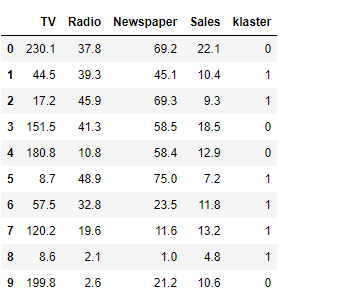 TV Radio Newspaper Sales klaster
0 230.1 37.8 69.2 22.1 0
1 44.5 39.3 45.1 10.4 1
2 17.2 45.9 69.3 9.3 1
3 151.5 41.3 58.5 18.5 0
4 180.8 10.8 58.4 12.9 0
5 8.7 48.9 75.0 7.2 1
6 57.5 32.8 23.5 11.8 1
7 120.2 19.6 11.6 13.2 1
8 8.6 2.1 1.0 4.8 1
9 199.8 2.6 21.2 10.6 0